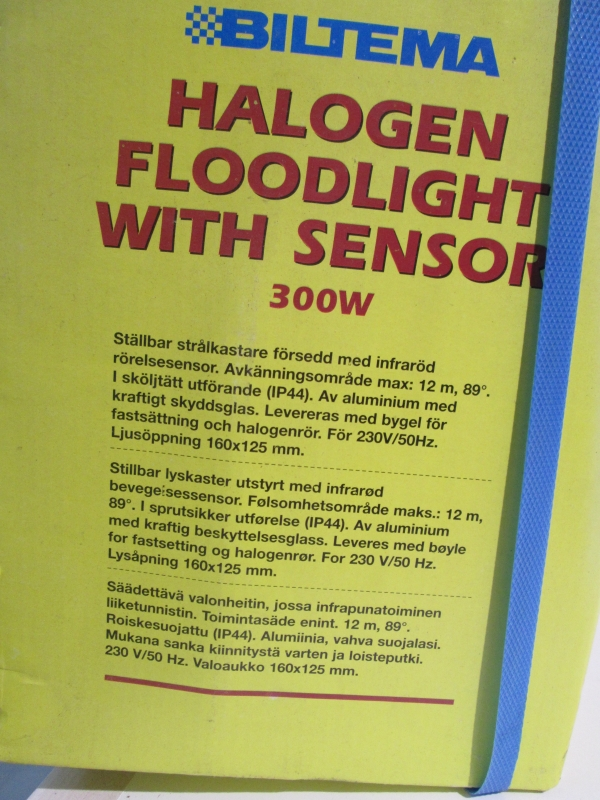 BILTEMA
HALOGEN
FLOODLIGHT
WITH SENSOR
300W
Ställbar strålkastare försedd med infraröd
rörelsesensor. Avkänningsområde max: 12 m, 89°.
I sköljtätt utförande (IP44). Av aluminium med
kraftigt skyddsglas. Levereras med bygel för
fastsättning och halogenrör. För 230V/50Hz.
Ljusöppning 160x125 mm.
Stillbar lyskaster utstyrt med infrarød
bevegelsessensor. Følsomhetsområde maks.: 12 m,
89°. I sprutsikker utførelse (IP44). Av aluminium
med kraftig beskyttelsesglass. Leveres med bøyle
for fastsetting og halogenrør. For 230 V/50 Hz.
Lysåpning 160x125 mm.
Säädettävä valonheitin, jossa infrapunatoiminen
liiketunnistin. Toimintasäde enint. 12 m, 89°.
Roiskesuojattu (IP44). Alumiinia, vahva suojalasi.
Mukana sanka kiinnitystä varten ja loisteputki.
230 V/50 Hz. Valoaukko 160x125 mm.